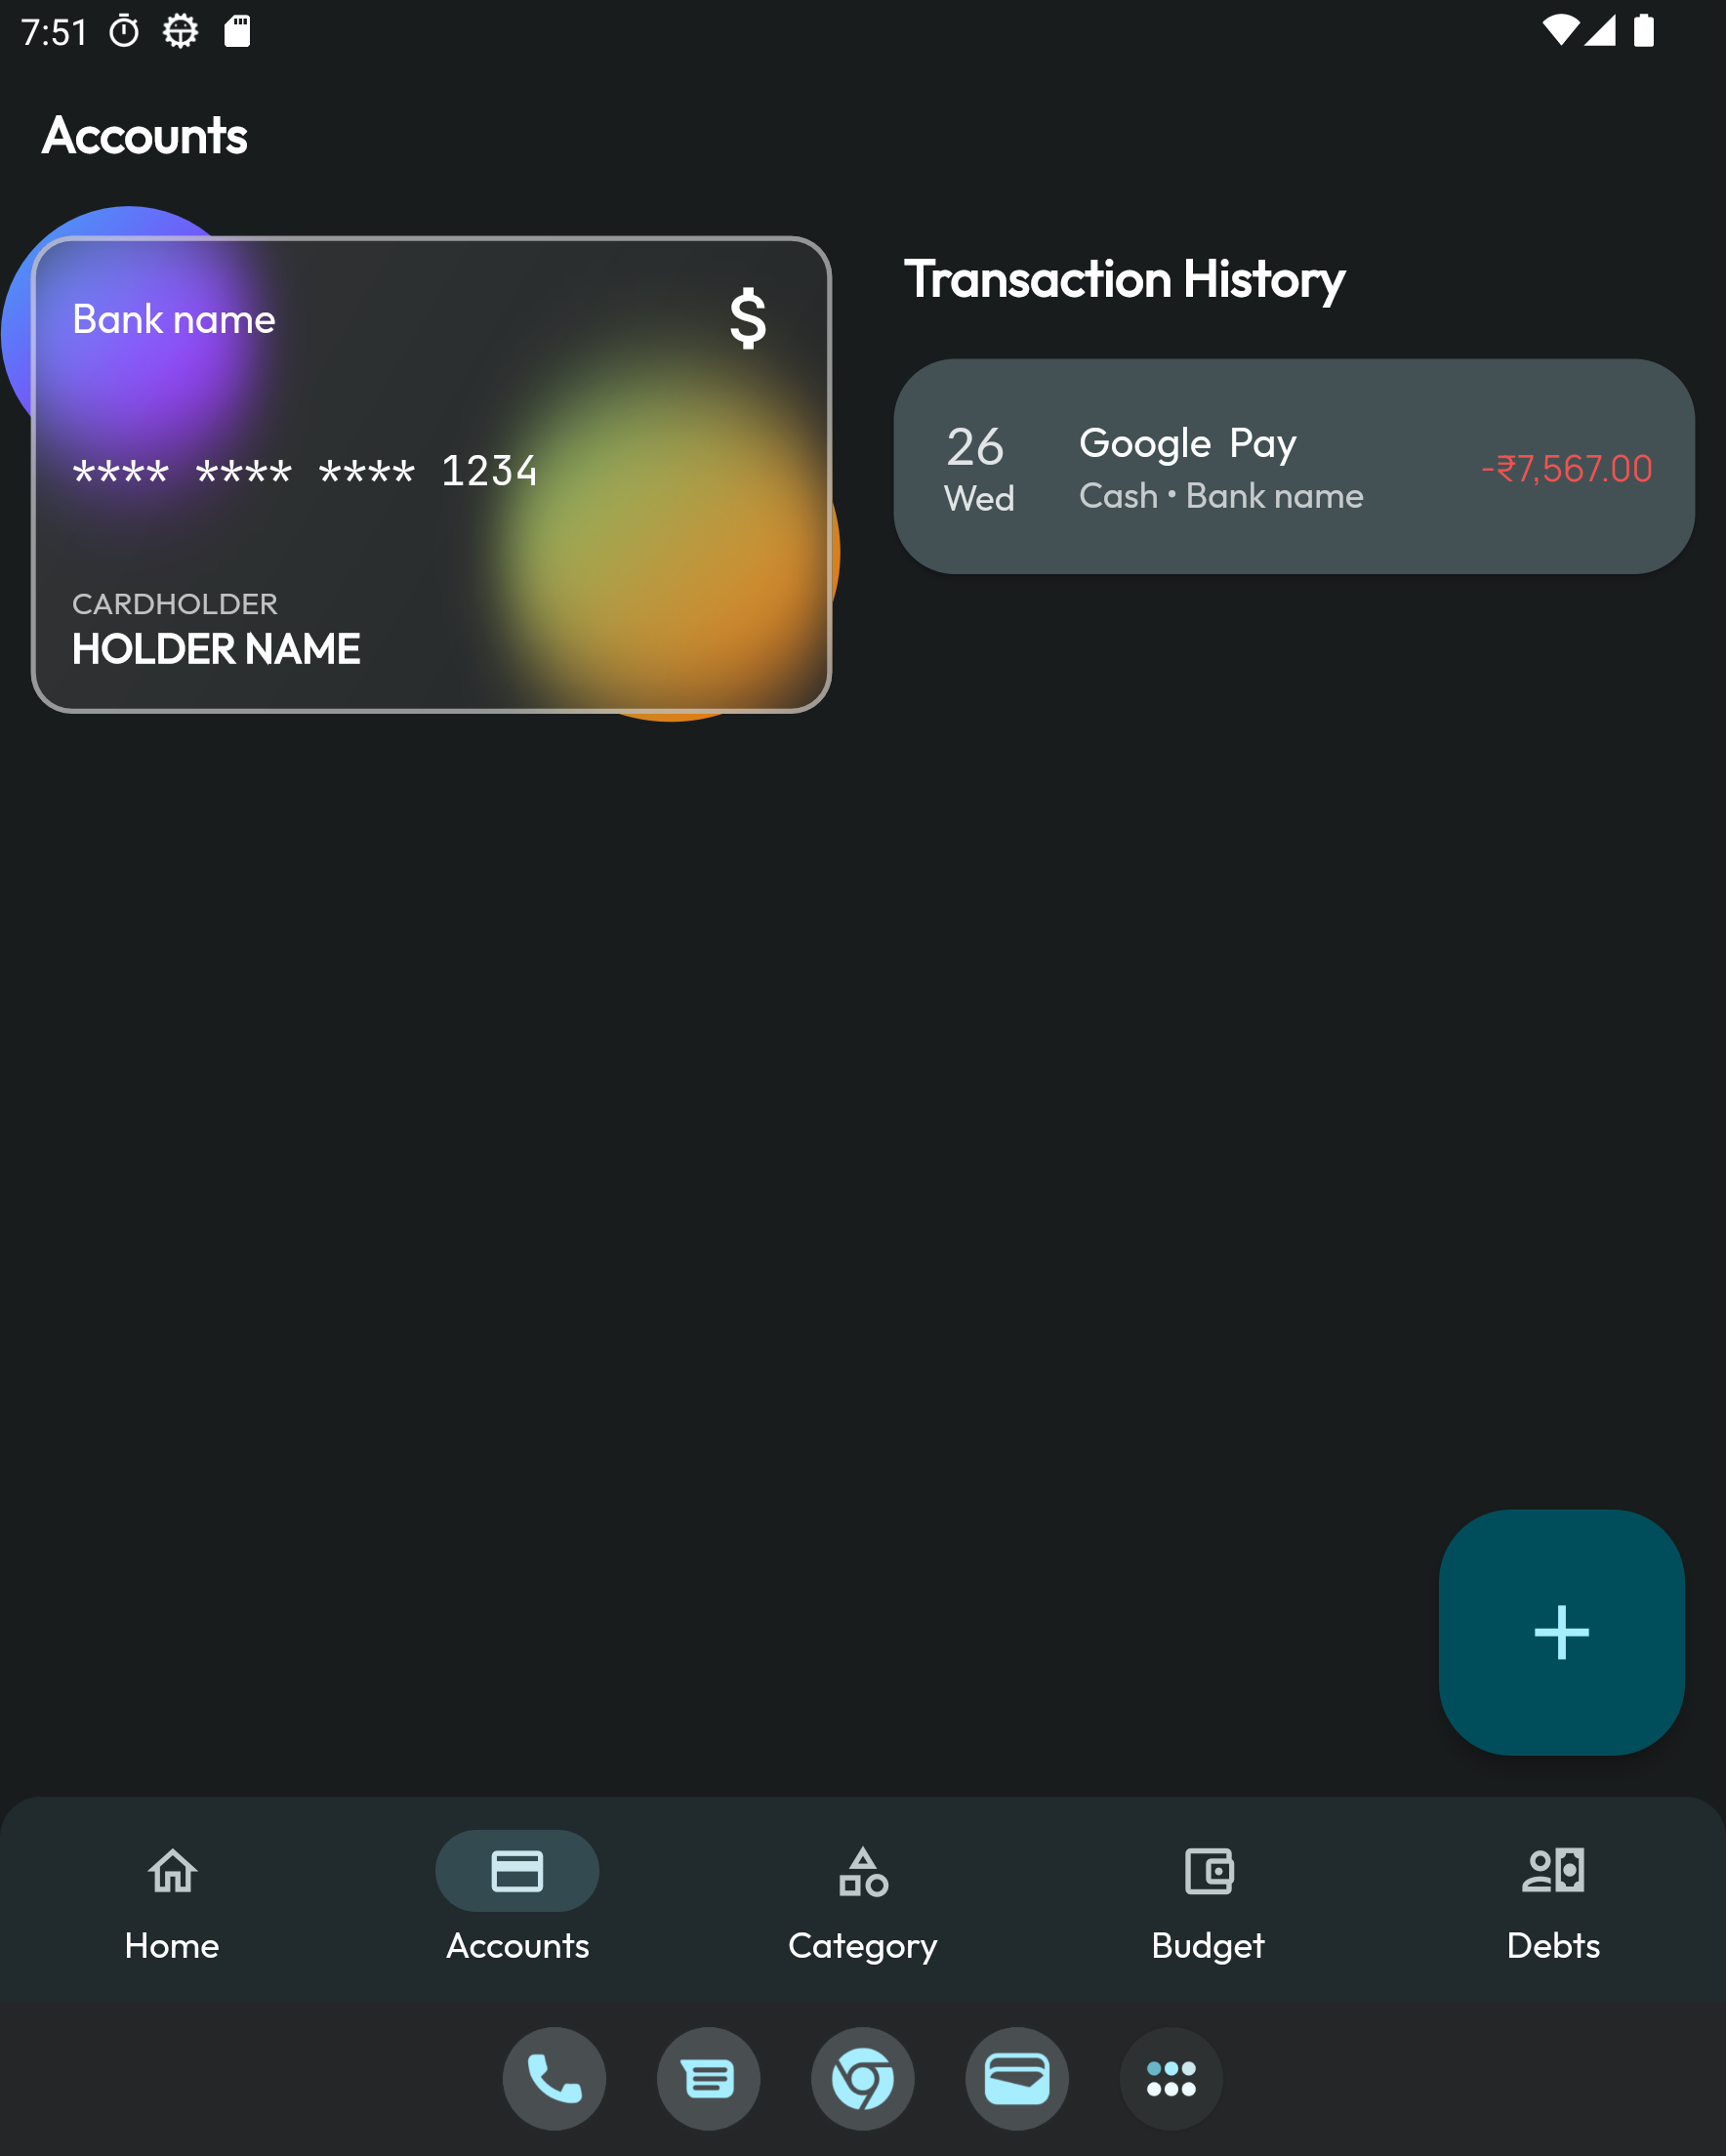 7:51
Accounts
Bank name
$
**** **** **** 1234
CARDHOLDER
HOLDER NAME
Transaction History
26
Wed
Google Pay
Cash • Bank name
-₹7,567.00
Home
Accounts
Category
Budget
Debts